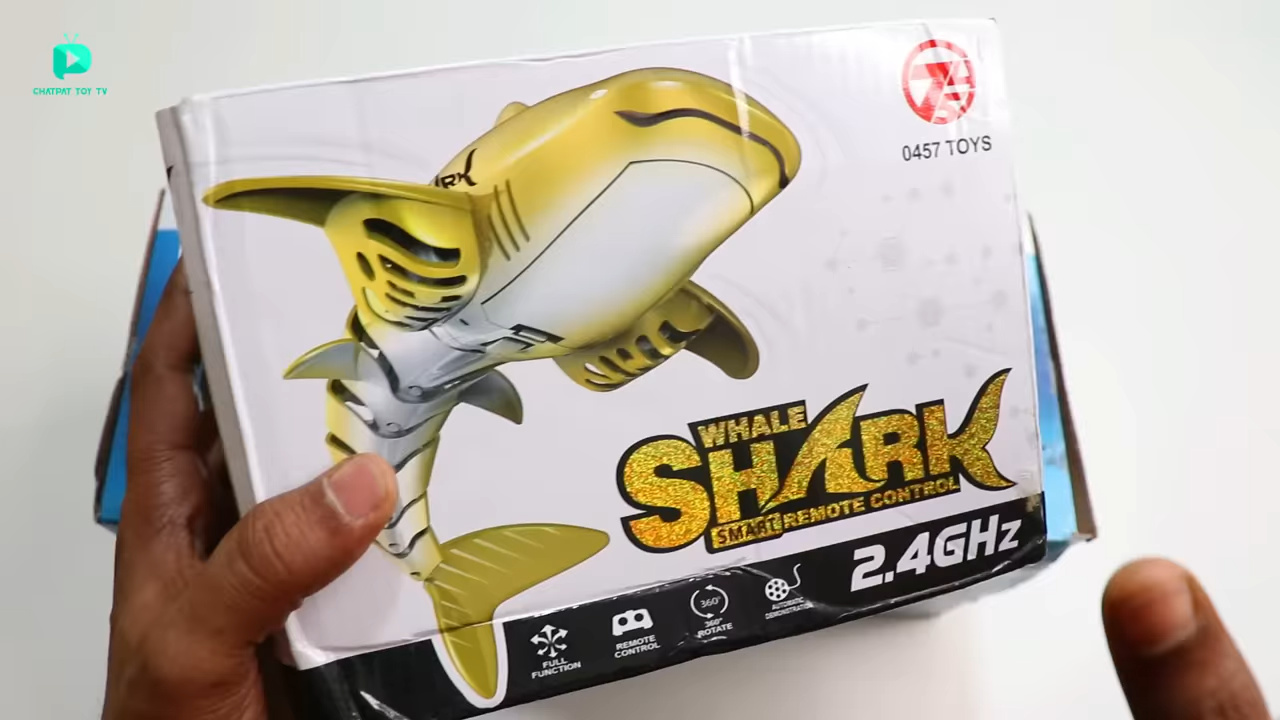 CHATPAT TOY TV
0457 TOYS
WHALE
SHARK
SMART REMOTE CONTROL
2.4GHz
FULL
FUNCTION
REMOTE
CONTROL
360°
360°
ROTATE
AUTOMATIC
DEMONSTRATION